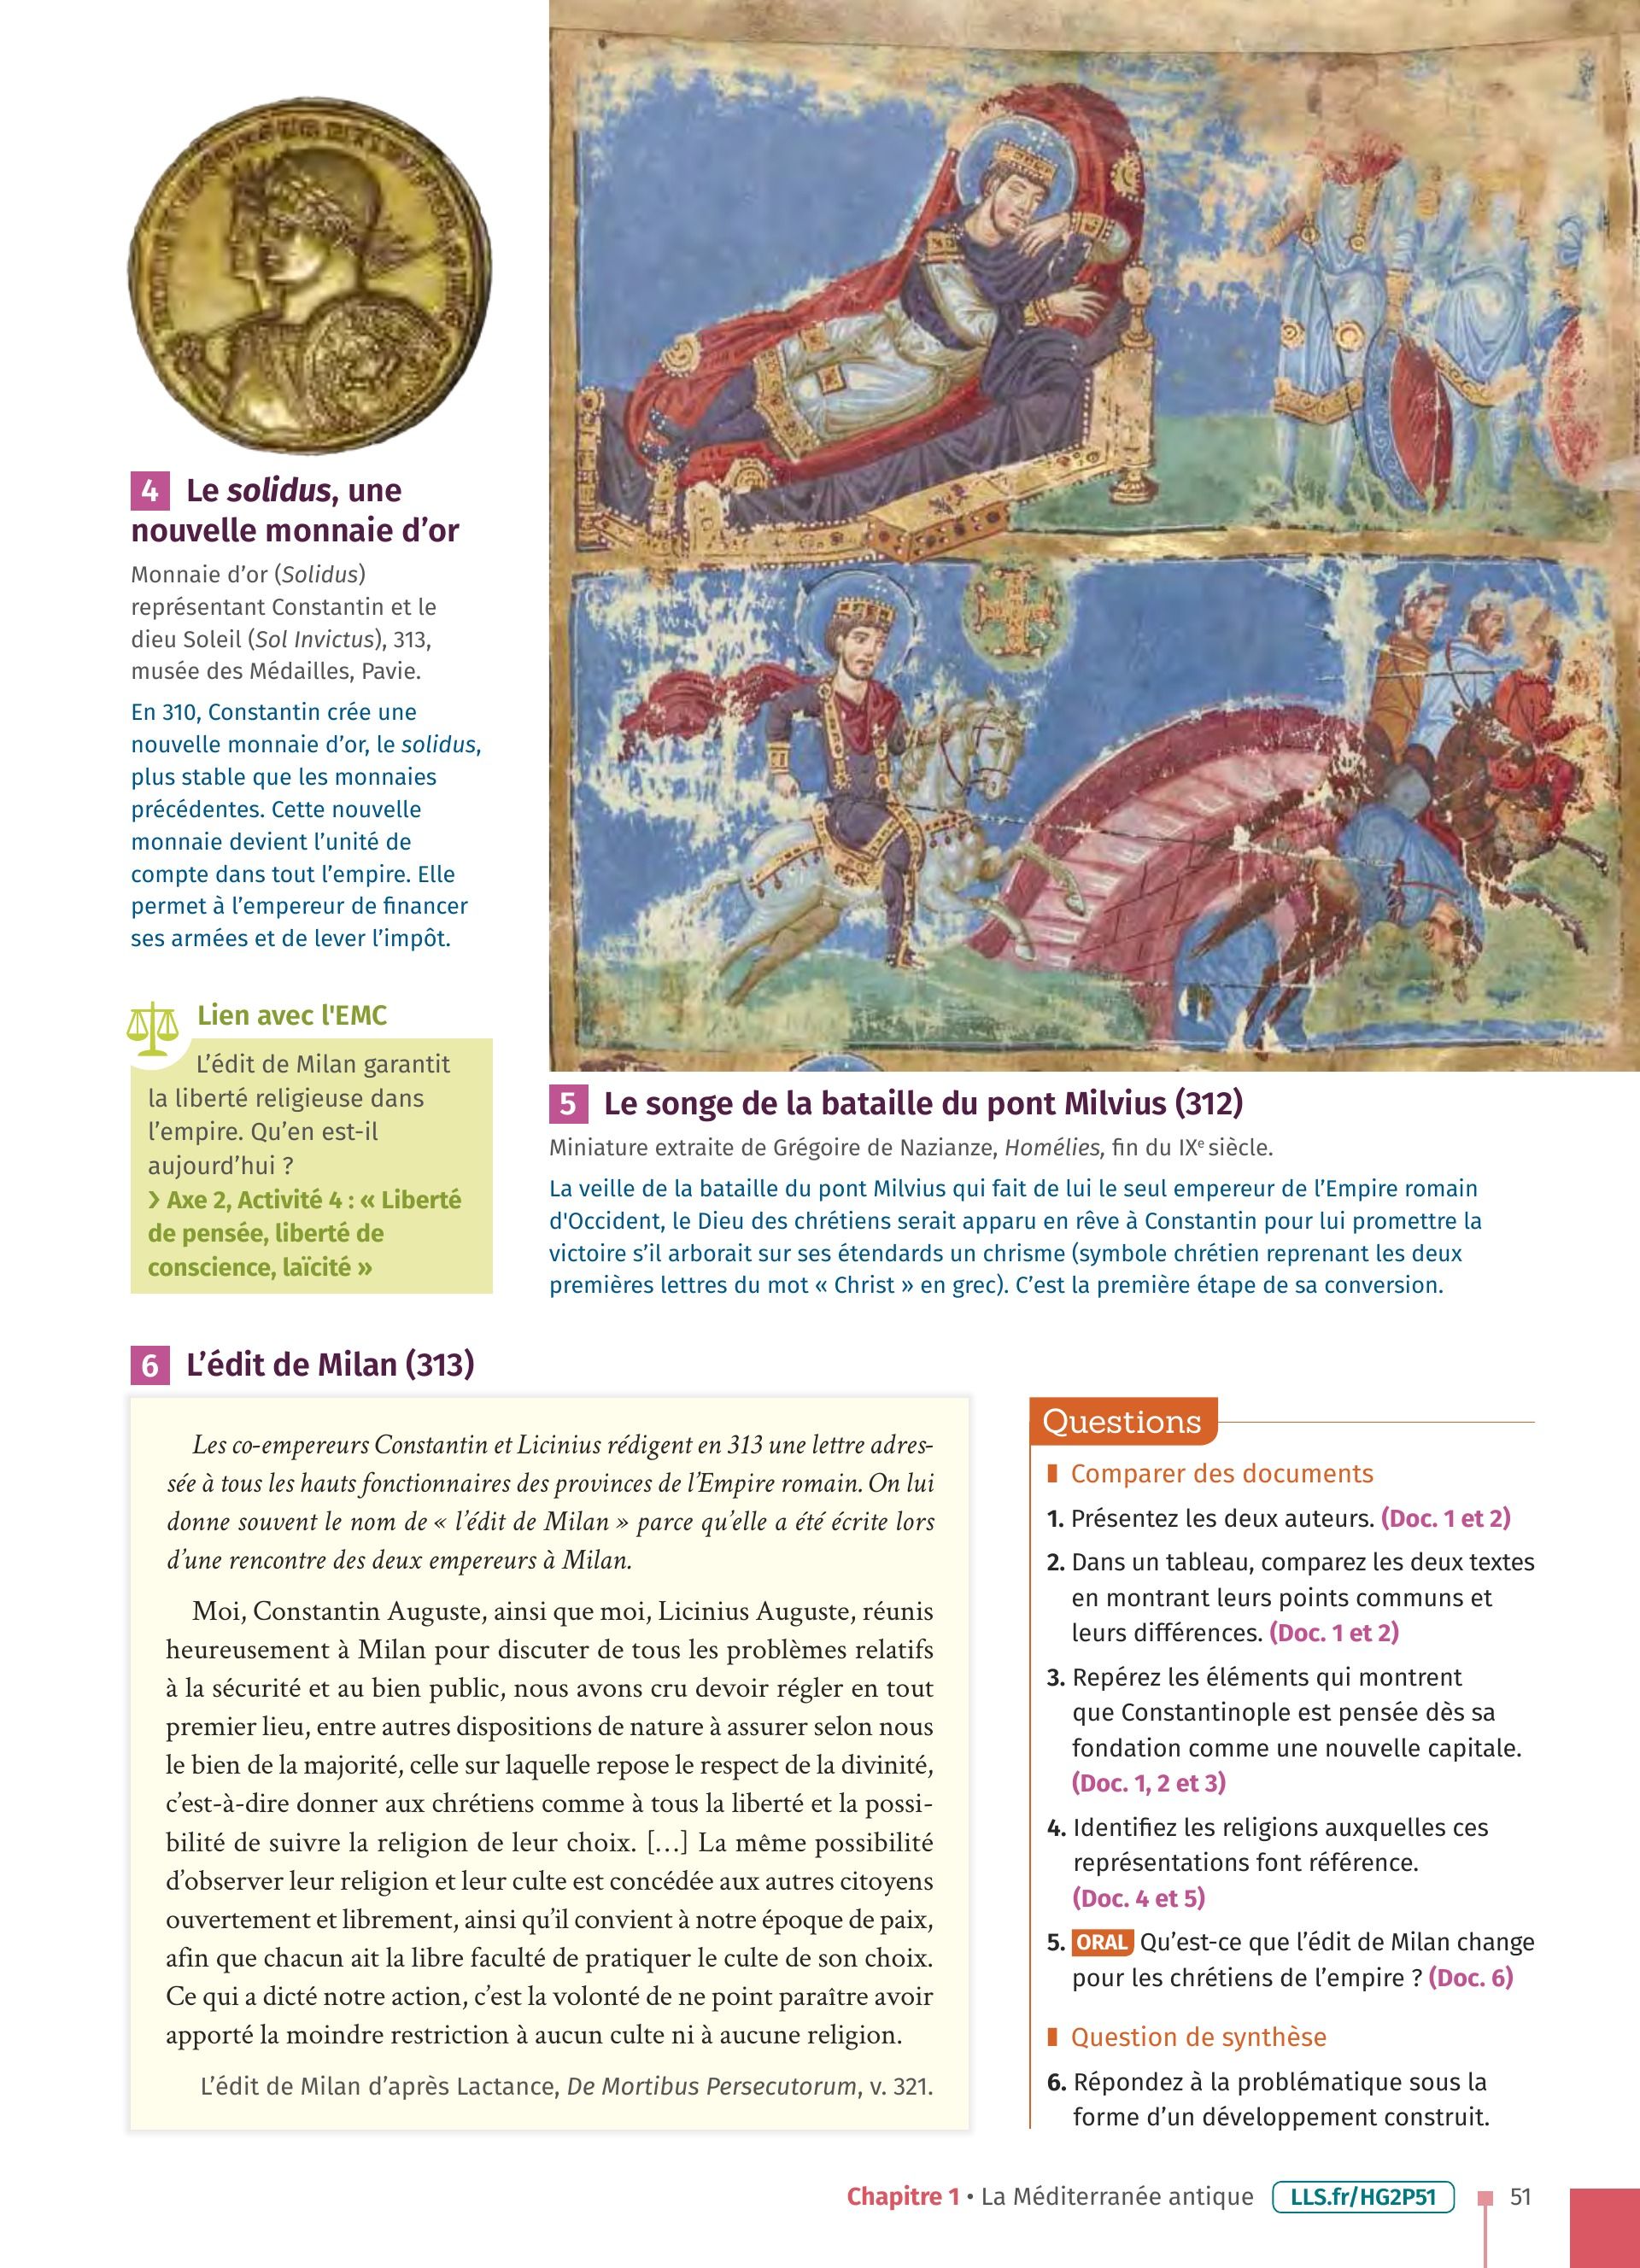 4 Le solidus, une
nouvelle monnaie d’or
Monnaie d’or (Solidus)
représentant Constantin et le
dieu Soleil (Sol Invictus), 313,
musée des Médailles, Pavie.
En 310, Constantin crée une
nouvelle monnaie d’or, le solidus,
plus stable que les monnaies
précédentes. Cette nouvelle
monnaie devient l’unité de
compte dans tout l’empire. Elle
permet à l’empereur de financer
ses armées et de lever l’impôt.
Lien avec l'EMC
L’édit de Milan garantit
la liberté religieuse dans
l’empire. Qu’en est-il
aujourd’hui ?
❯ Axe 2, Activité 4 : « Liberté
de pensée, liberté de
conscience, laïcité »
5 Le songe de la bataille du pont Milvius (312)
Miniature extraite de Grégoire de Nazianze, Homélies, fin du IXe siècle.
La veille de la bataille du pont Milvius qui fait de lui le seul empereur de l’Empire romain
d'Occident, le Dieu des chrétiens serait apparu en rêve à Constantin pour lui promettre la
victoire s’il arborait sur ses étendards un chrisme (symbole chrétien reprenant les deux
premières lettres du mot « Christ » en grec). C’est la première étape de sa conversion.
6 L’édit de Milan (313)
Les co-empereurs Constantin et Licinius rédigent en 313 une lettre adres-
sée à tous les hauts fonctionnaires des provinces de l’Empire romain. On lui
donne souvent le nom de « l’édit de Milan » parce qu’elle a été écrite lors
d’une rencontre des deux empereurs à Milan.
Moi, Constantin Auguste, ainsi que moi, Licinius Auguste, réunis
heureusement à Milan pour discuter de tous les problèmes relatifs
à la sécurité et au bien public, nous avons cru devoir régler en tout
premier lieu, entre autres dispositions de nature à assurer selon nous
le bien de la majorité, celle sur laquelle repose le respect de la divinité,
c’est-à-dire donner aux chrétiens comme à tous la liberté et la possi-
bilité de suivre la religion de leur choix. […] La même possibilité
d’observer leur religion et leur culte est concédée aux autres citoyens
ouvertement et librement, ainsi qu’il convient à notre époque de paix,
afin que chacun ait la libre faculté de pratiquer le culte de son choix.
Ce qui a dicté notre action, c’est la volonté de ne point paraître avoir
apporté la moindre restriction à aucun culte ni à aucune religion.
L’édit de Milan d’après Lactance, De Mortibus Persecutorum, v. 321.
Questions
Comparer des documents
1. Présentez les deux auteurs. (Doc. 1 et 2)
2. Dans un tableau, comparez les deux textes
en montrant leurs points communs et
leurs différences. (Doc. 1 et 2)
3. Repérez les éléments qui montrent
que Constantinople est pensée dès sa
fondation comme une nouvelle capitale.
(Doc. 1, 2 et 3)
4. Identifiez les religions auxquelles ces
représentations font référence.
(Doc. 4 et 5)
5. ORAL Qu’est-ce que l’édit de Milan change
pour les chrétiens de l’empire ? (Doc. 6)
Question de synthèse
6. Répondez à la problématique sous la
forme d’un développement construit.
Chapitre 1 • La Méditerranée antique LLS.fr/HG2P51 51